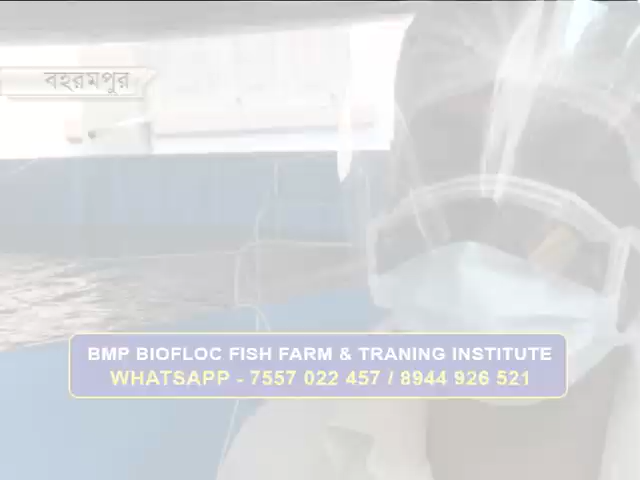 বহরমপুর
BMP BIOFLOC FISH FARM & TRANING INSTITUTE
WHATSAPP - 7557 022 457 / 8944 926 521